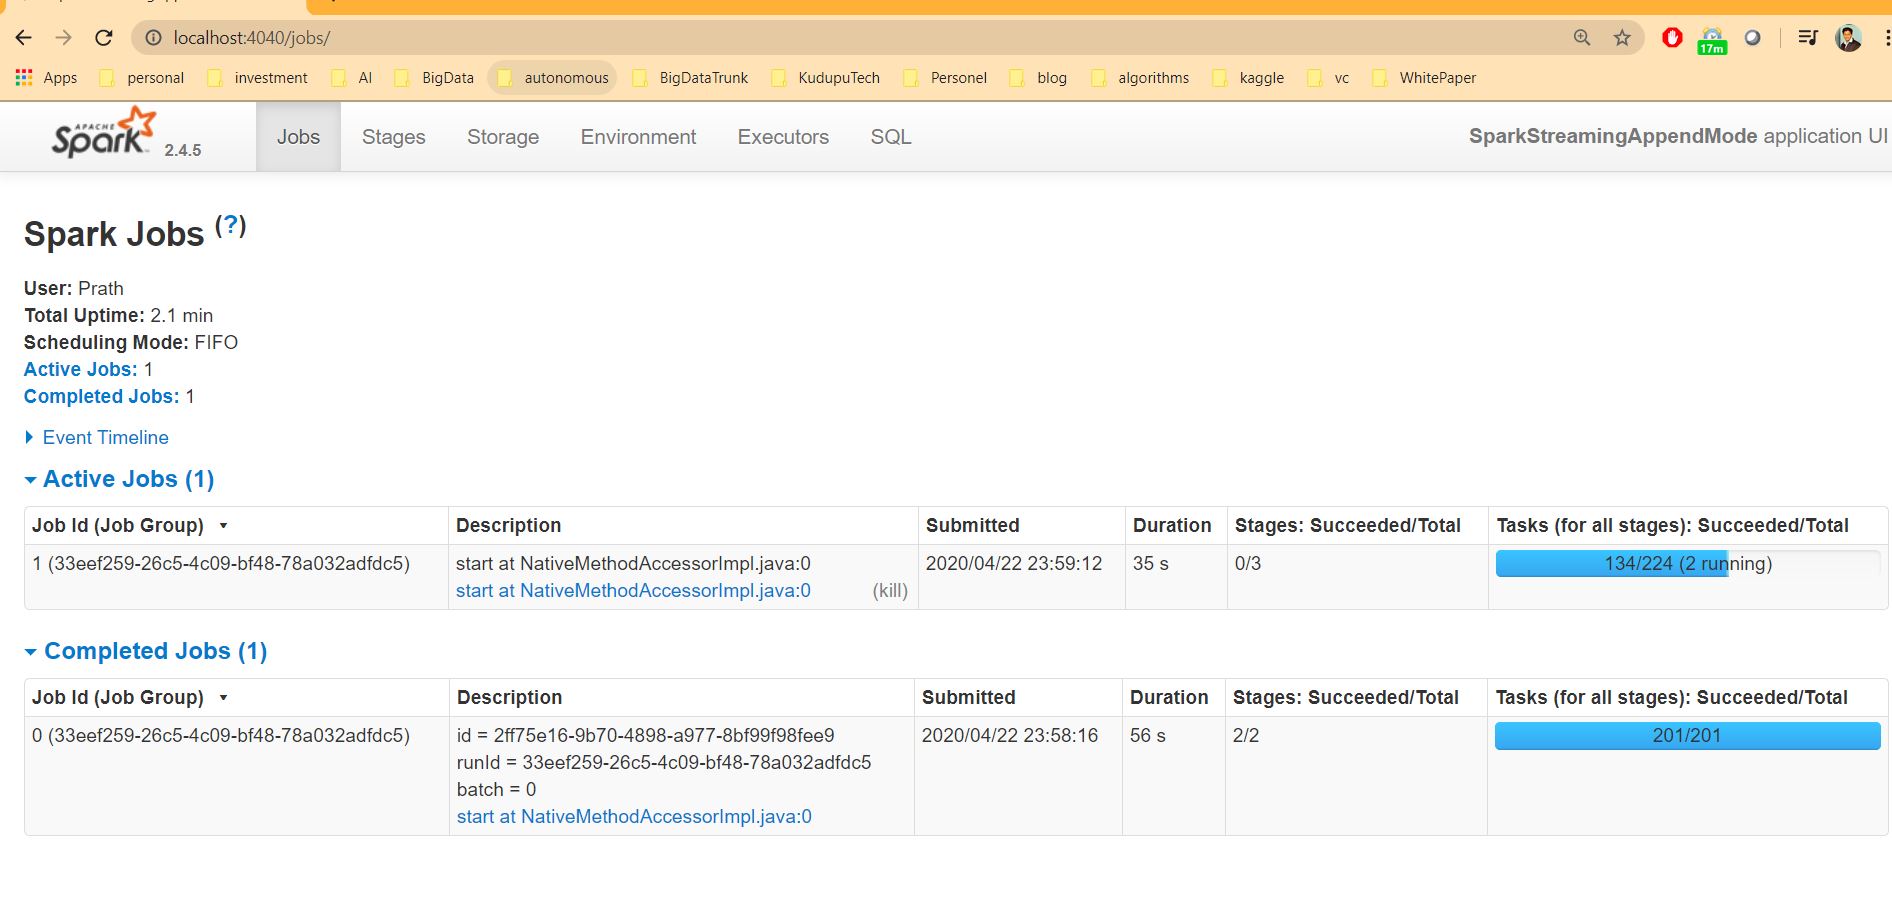 localhost:4040/jobs/
17m
Apps personal investment AI BigData autonomous BigDataTrunk KudupuTech Personel blog algorithms kaggle vc WhitePaper
APACHE Spark 2.4.5 Jobs Stages Storage Environment Executors SQL SparkStreamingAppendMode application UI
Spark Jobs (?)
User: Prath
Total Uptime: 2.1 min
Scheduling Mode: FIFO
Active Jobs: 1
Completed Jobs: 1
Event Timeline
Active Jobs (1)
Job Id (Job Group) Description Submitted Duration Stages: Succeeded/Total Tasks (for all stages): Succeeded/Total
1 (33eef259-26c5-4c09-bf48-78a032adfdc5) start at NativeMethodAccessorImpl.java:0 2020/04/22 23:59:12 35 s 0/3 134/224 (2 running)
start at NativeMethodAccessorImpl.java:0 (kill)
Completed Jobs (1)
Job Id (Job Group) Description Submitted Duration Stages: Succeeded/Total Tasks (for all stages): Succeeded/Total
0 (33eef259-26c5-4c09-bf48-78a032adfdc5) id = 2ff75e16-9b70-4898-a977-8bf99f98fee9 2020/04/22 23:58:16 56 s 2/2 201/201
runId = 33eef259-26c5-4c09-bf48-78a032adfdc5
batch = 0
start at NativeMethodAccessorImpl.java:0